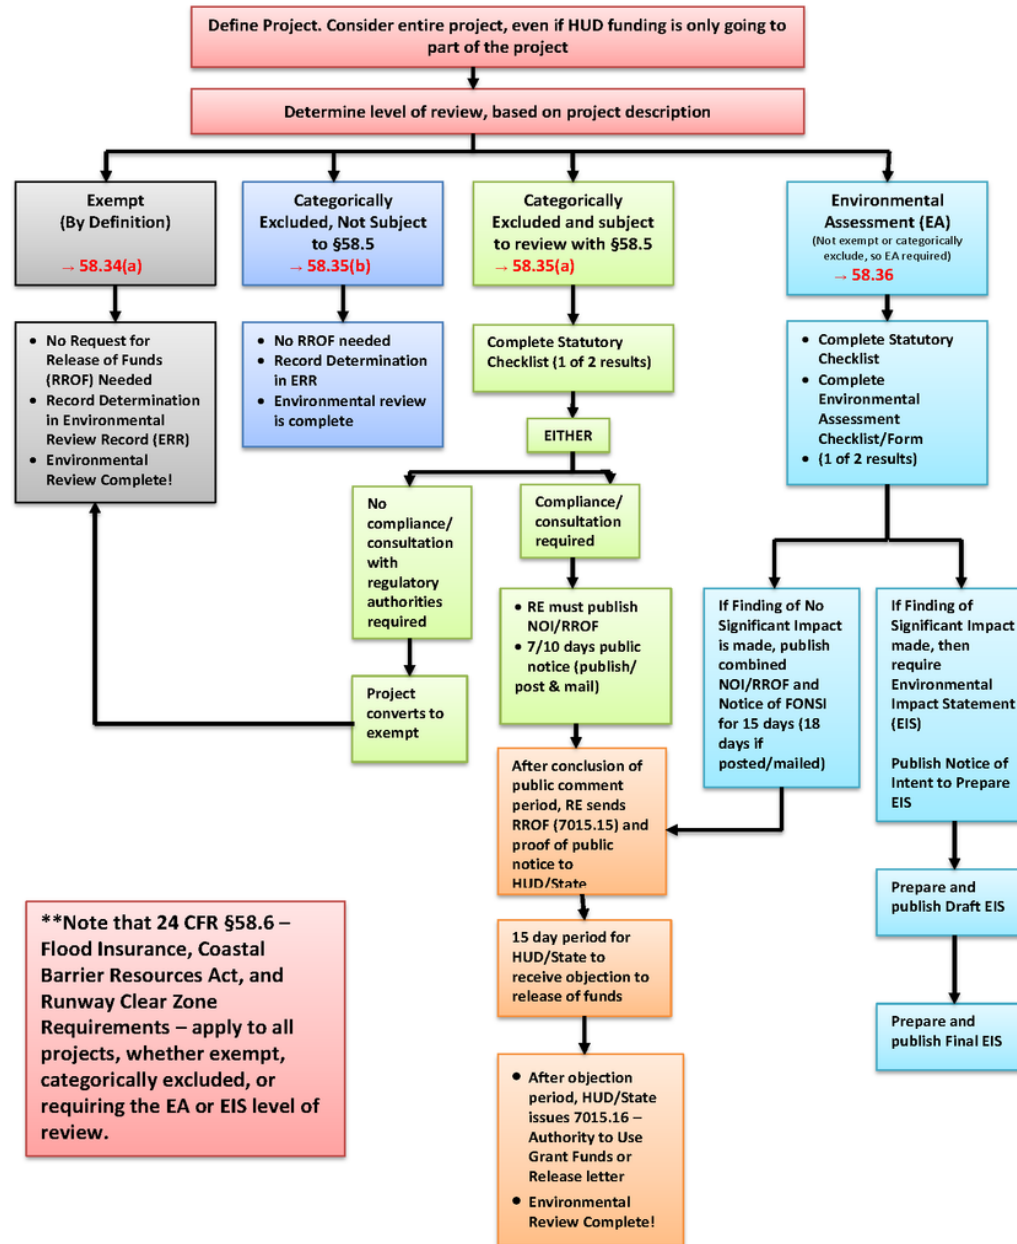 Define Project. Consider entire project, even if HUD funding is only going to
part of the project
Determine level of review, based on project description
Exempt
(By Definition)
→ 58.34(a)
Categorically
Excluded, Not Subject
to §58.5
→ 58.35(b)
Categorically
Excluded and subject
to review with §58.5
→ 58.35(a)
Environmental
Assessment (EA)
(Not exempt or categorically
exclude, so EA required)
→ 58.36
• No Request for
Release of Funds
(RROF) Needed
• Record Determination
in Environmental
Review Record (ERR)
• Environmental
Review Complete!
• No RROF needed
• Record Determination
in ERR
• Environmental review
is complete
Complete Statutory
Checklist (1 of 2 results)
• Complete Statutory
Checklist
• Complete
Environmental
Assessment
Checklist/Form
• (1 of 2 results)
EITHER
No
compliance/
consultation
with
regulatory
authorities
required
Compliance/
consultation
required
Project
converts to
exempt
• RE must publish
NOI/RROF
• 7/10 days public
notice (publish/
post & mail)
If Finding of No
Significant Impact
is made, publish
combined
NOI/RROF and
Notice of FONSI
for 15 days (18
days if
posted/mailed)
If Finding of
Significant Impact
made, then
require
Environmental
Impact Statement
(EIS)
Publish Notice of
Intent to Prepare
EIS
After conclusion of
public comment
period, RE sends
RROF (7015.15) and
proof of public
notice to
HUD/State
Prepare and
publish Draft EIS
15 day period for
HUD/State to
receive objection to
release of funds
Prepare and
publish Final EIS
• After objection
period, HUD/State
issues 7015.16 –
Authority to Use
Grant Funds or
Release letter
• Environmental
Review Complete!
**Note that 24 CFR §58.6 –
Flood Insurance, Coastal
Barrier Resources Act, and
Runway Clear Zone
Requirements – apply to all
projects, whether exempt,
categorically excluded, or
requiring the EA or EIS level of
review.